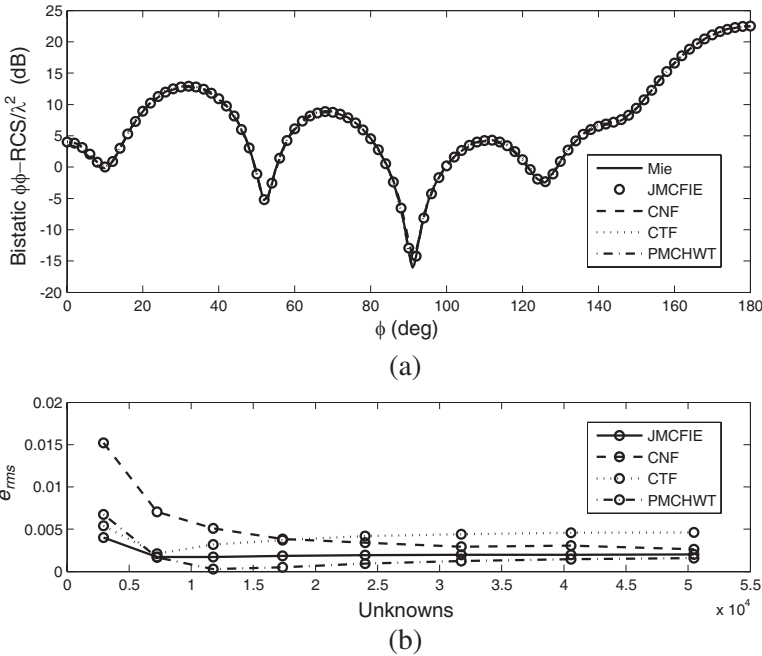 25
20
15
10
5
0
-5
-10
-15
-20
Bistatic ϕϕ−RCS/λ² (dB)
Mie
JMCFIE
CNF
CTF
PMCHWT
0 20 40 60 80 100 120 140 160 180
ϕ (deg)
(a)
0.02
0.015
0.01
0.005
0
e_rms
JMCFIE
CNF
CTF
PMCHWT
0 0.5 1 1.5 2 2.5 3 3.5 4 4.5 5 5.5
Unknowns
x 10⁴
(b)